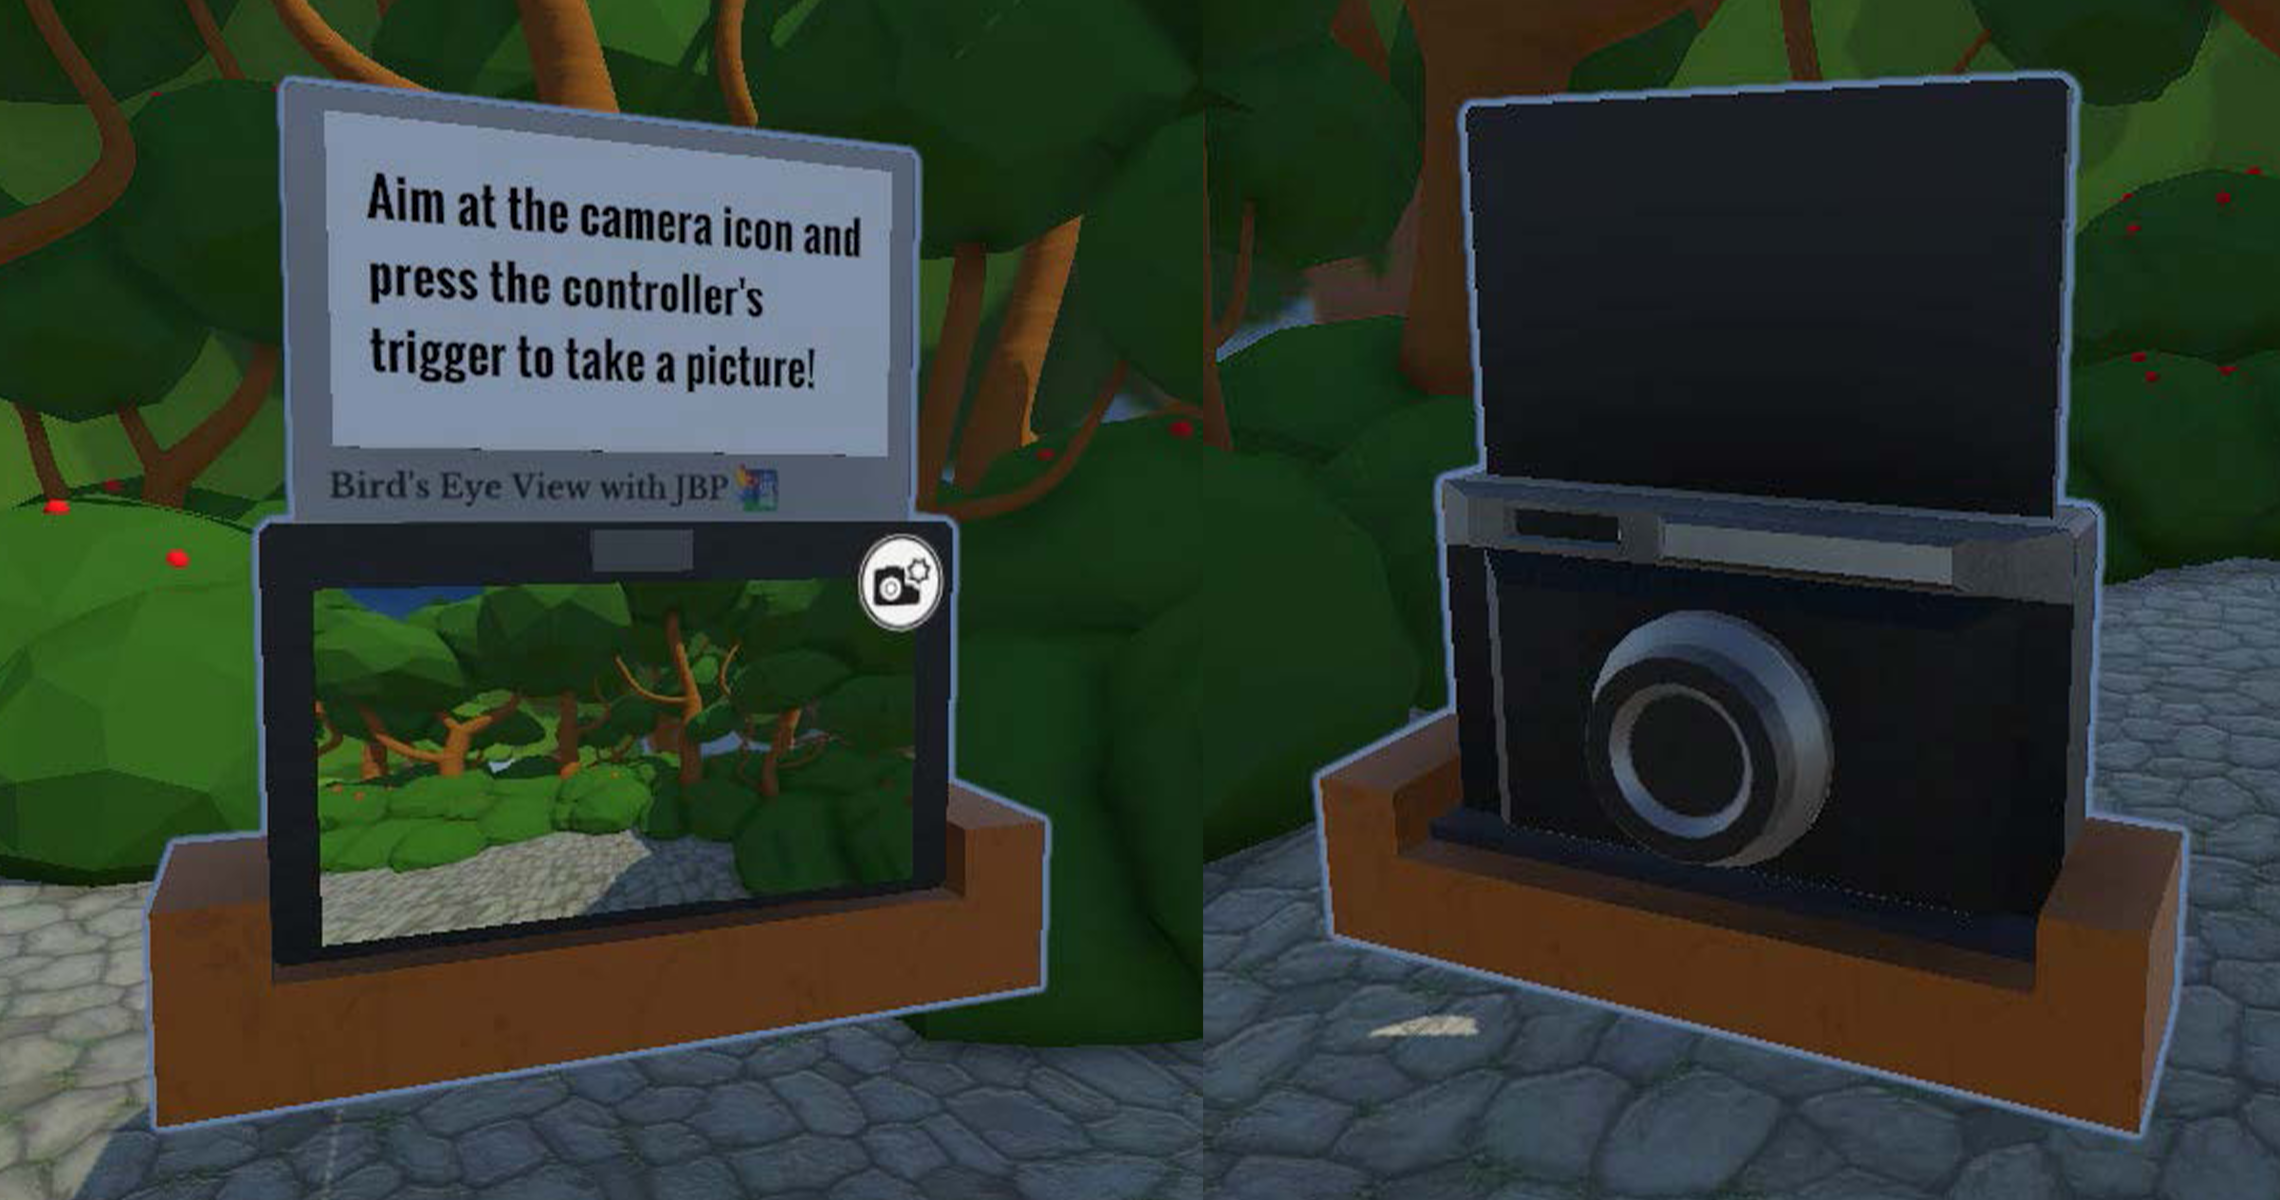 Aim at the camera icon and
press the controller's
trigger to take a picture!
Bird's Eye View with JBP